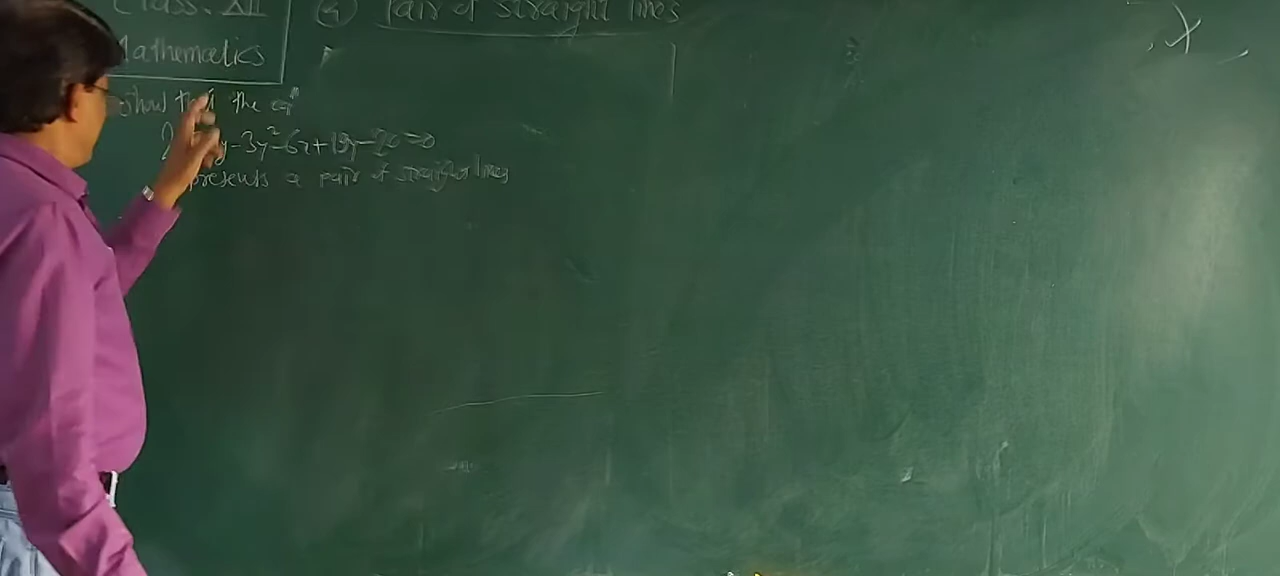 Class: XII (4) Pair of straight lines
Mathematics
show that the eqⁿ
y-3y²-6x+19y-20=0
presents a pair of straight lines